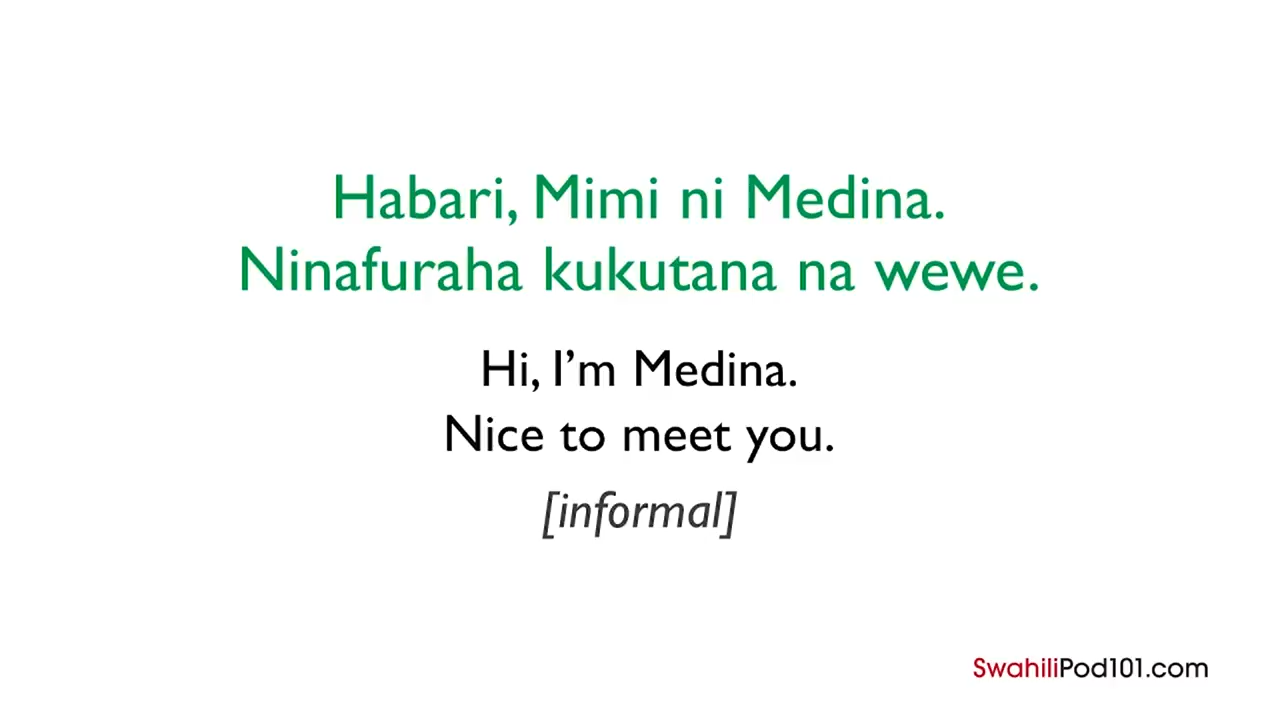 Habari, Mimi ni Medina.
Ninafuraha kukutana na wewe.
Hi, I’m Medina.
Nice to meet you.
[informal]
SwahiliPod101.com